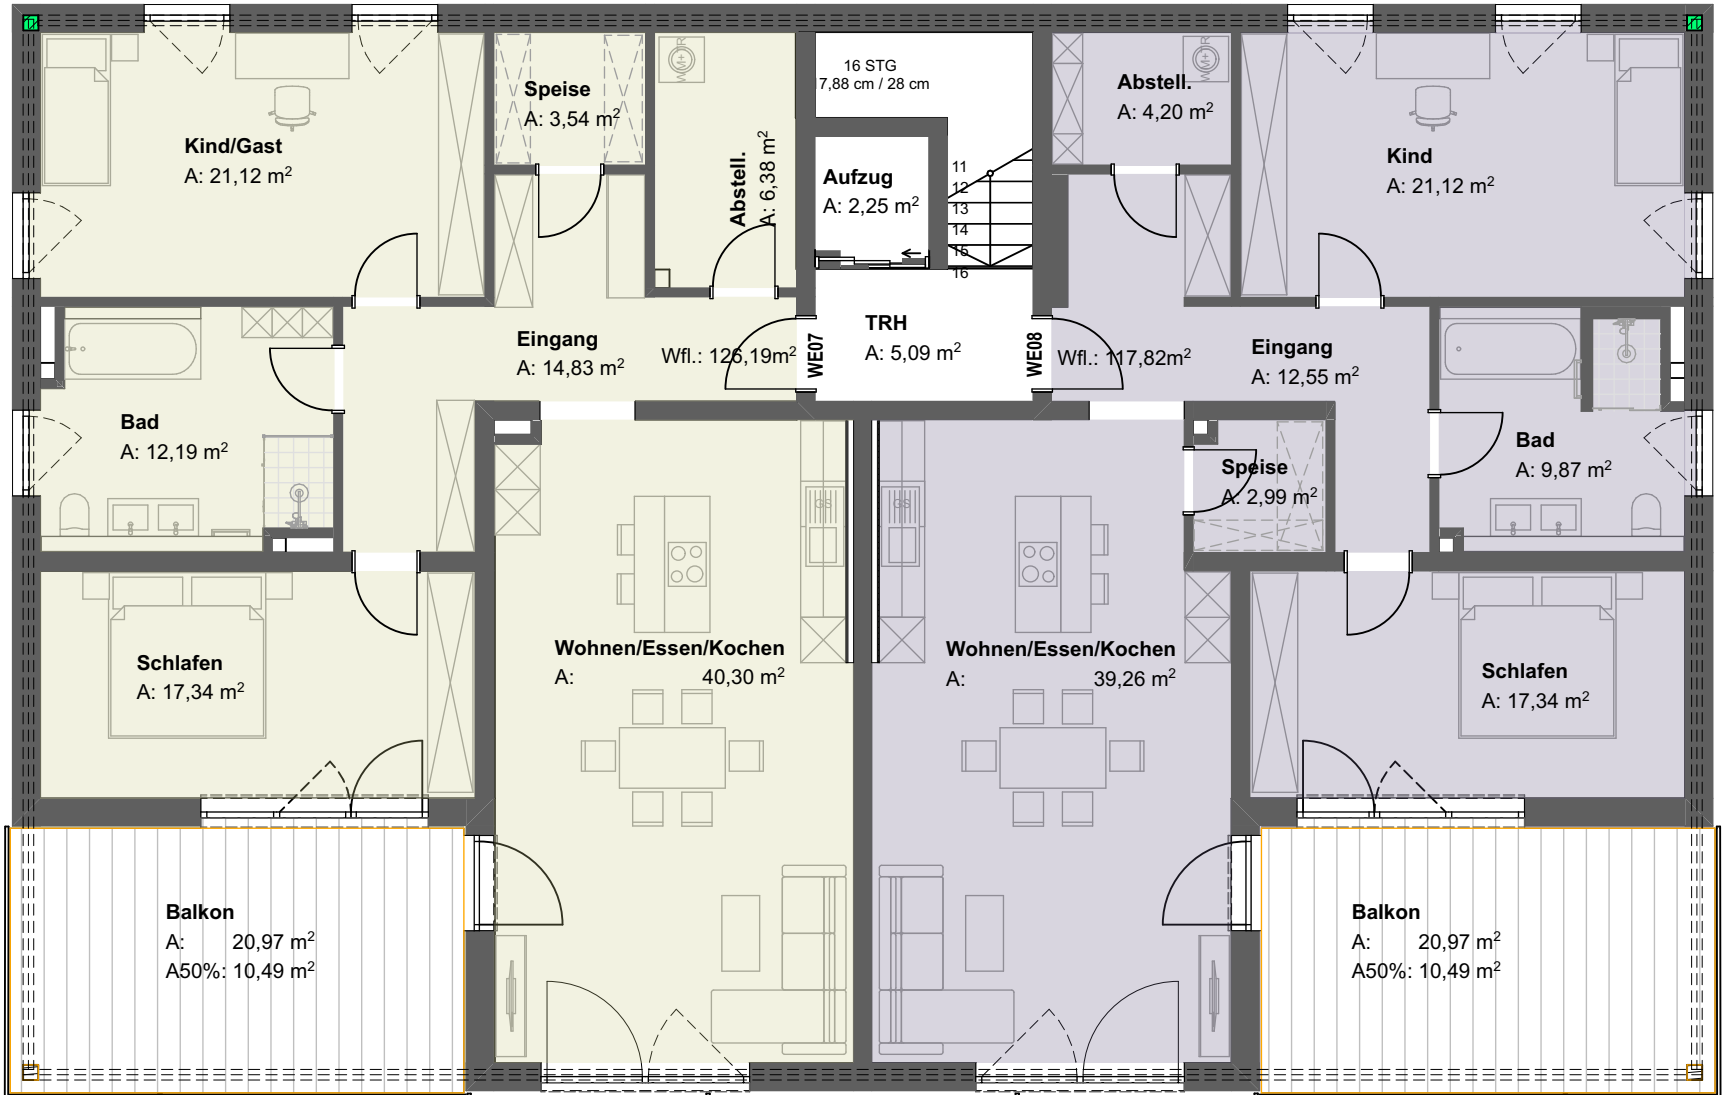 16 STG
7,88 cm / 28 cm
Speise
A: 3,54 m²
Abstell.
A: 6,38 m²
WM+R
Abstell.
A: 4,20 m²
WM+R
Kind/Gast
A: 21,12 m²
Aufzug
A: 2,25 m²
11
12
13
14
15
16
Kind
A: 21,12 m²
Eingang
A: 14,83 m²
Wfl.: 126,19m²
WE07
TRH
A: 5,09 m²
WE08
Wfl.: 117,82m²
Eingang
A: 12,55 m²
Bad
A: 12,19 m²
Bad
A: 9,87 m²
Speise
A: 2,99 m²
GS
GS
Schlafen
A: 17,34 m²
Wohnen/Essen/Kochen
A: 40,30 m²
Wohnen/Essen/Kochen
A: 39,26 m²
Schlafen
A: 17,34 m²
Balkon
A: 20,97 m²
A50%: 10,49 m²
Balkon
A: 20,97 m²
A50%: 10,49 m²